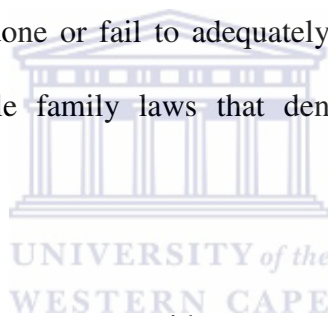 one or fail to adequately
le family laws that den
UNIVERSITY of the
WESTERN CAPE